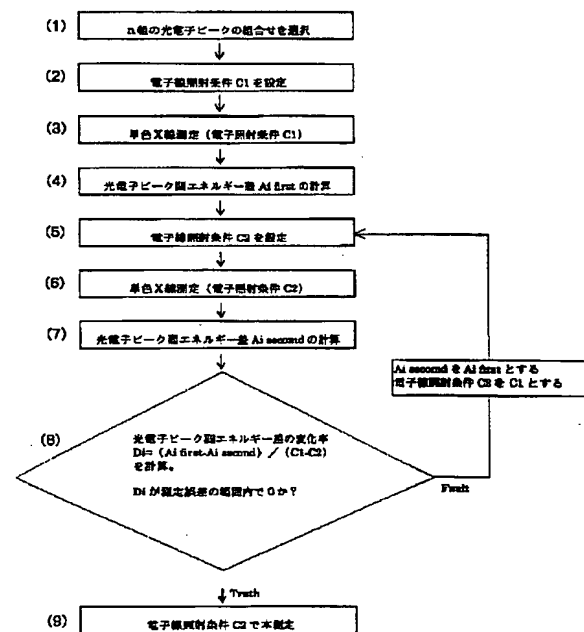 (1) n組の光電子ピークの組合せを選択
(2) 電子線照射条件 C1 を設定
(3) 単色X線測定（電子照射条件 C1）
(4) 光電子ピーク間エネルギー差 Ai first の計算
(5) 電子線照射条件 C2 を設定
(6) 単色X線測定（電子照射条件 C2）
(7) 光電子ピーク間エネルギー差 Ai second の計算
Ai second を Ai first とする
電子線照射条件 C2 を C1 とする
(8) 光電子ピーク間エネルギー差の変化率
Di=（Ai first-Ai second）／（C1-C2）
を計算。
Di が測定誤差の範囲内で 0 か？
Fault
Truth
(9) 電子線照射条件 C2 で本測定